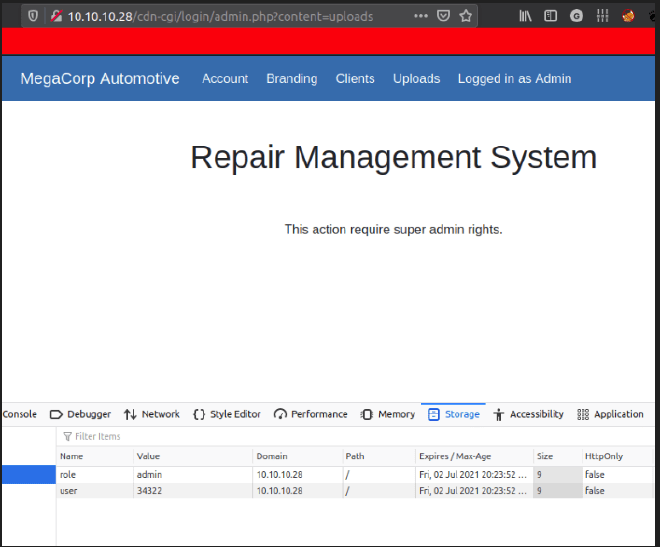 10.10.10.28/cdn-cgi/login/admin.php?content=uploads
MegaCorp Automotive Account Branding Clients Uploads Logged in as Admin
Repair Management System
This action require super admin rights.
Console Debugger Network Style Editor Performance Memory Storage Accessibility Application
Filter Items
Name Value Domain Path Expires / Max-Age Size HttpOnly
role admin 10.10.10.28 / Fri, 02 Jul 2021 20:23:52 ... 9 false
user 34322 10.10.10.28 / Fri, 02 Jul 2021 20:23:52 ... 9 false